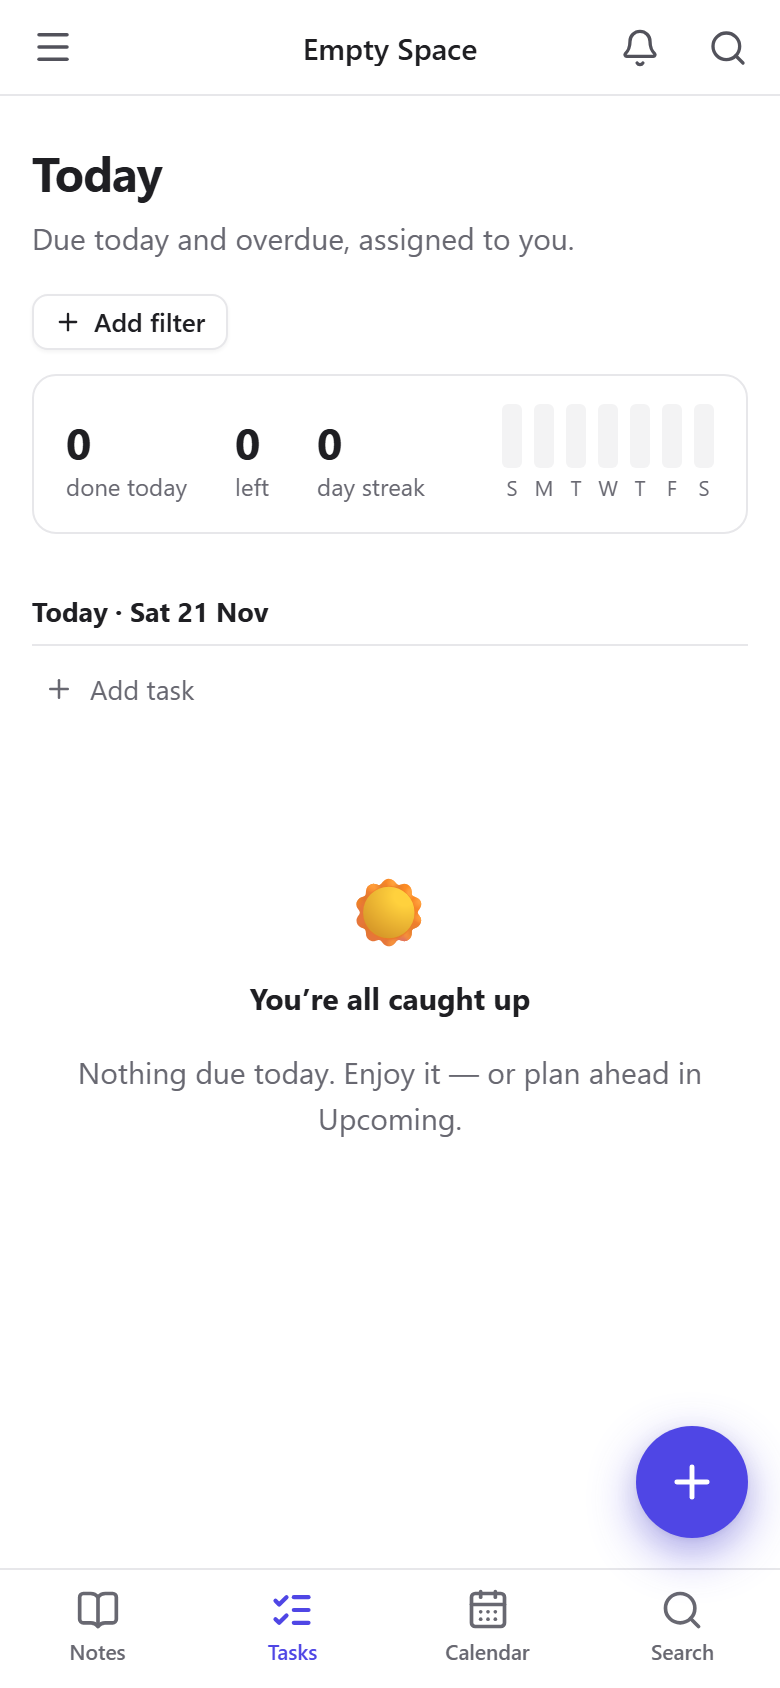 Empty Space
Today
Due today and overdue, assigned to you.
Add filter
0 0 0
done today left day streak
S M T W T F S
Today · Sat 21 Nov
Add task
You’re all caught up
Nothing due today. Enjoy it — or plan ahead in
Upcoming.
Notes Tasks Calendar Search